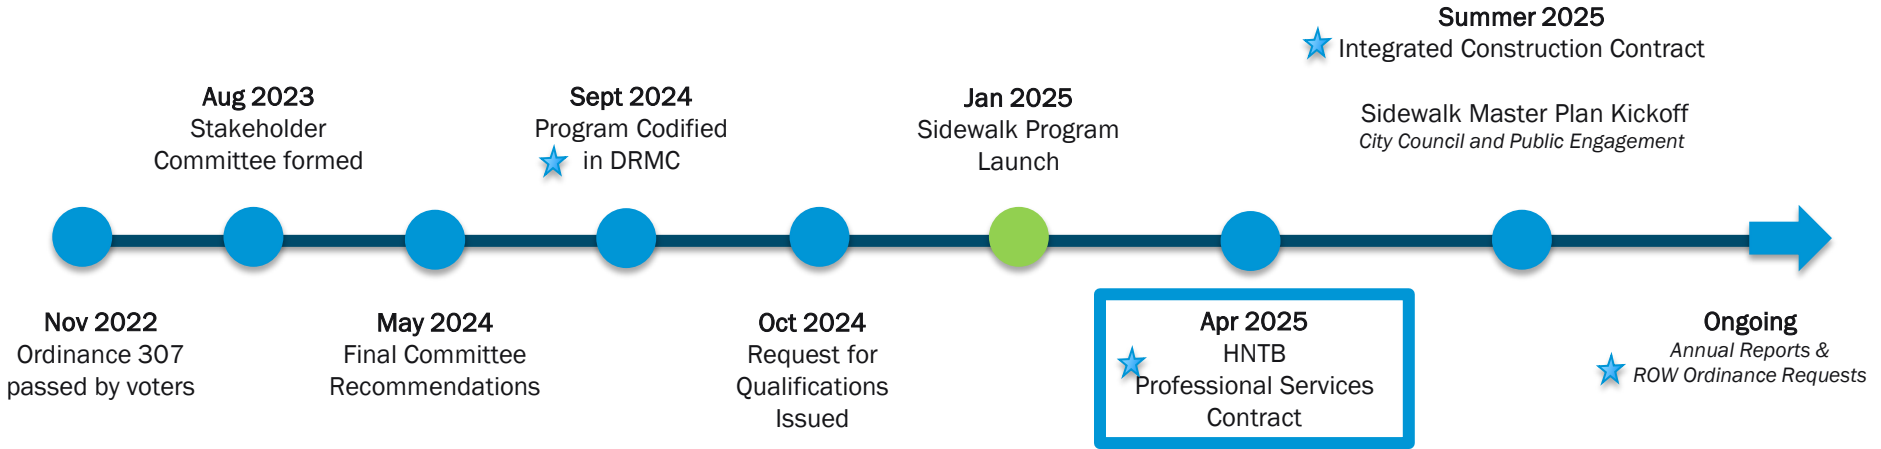 Nov 2022
Ordinance 307
passed by voters
Aug 2023
Stakeholder
Committee formed
May 2024
Final Committee
Recommendations
Sept 2024
Program Codified
in DRMC
Oct 2024
Request for
Qualifications
Issued
Jan 2025
Sidewalk Program
Launch
Apr 2025
HNTB
Professional Services
Contract
Summer 2025
Integrated Construction Contract
Sidewalk Master Plan Kickoff
City Council and Public Engagement
Ongoing
Annual Reports &
ROW Ordinance Requests